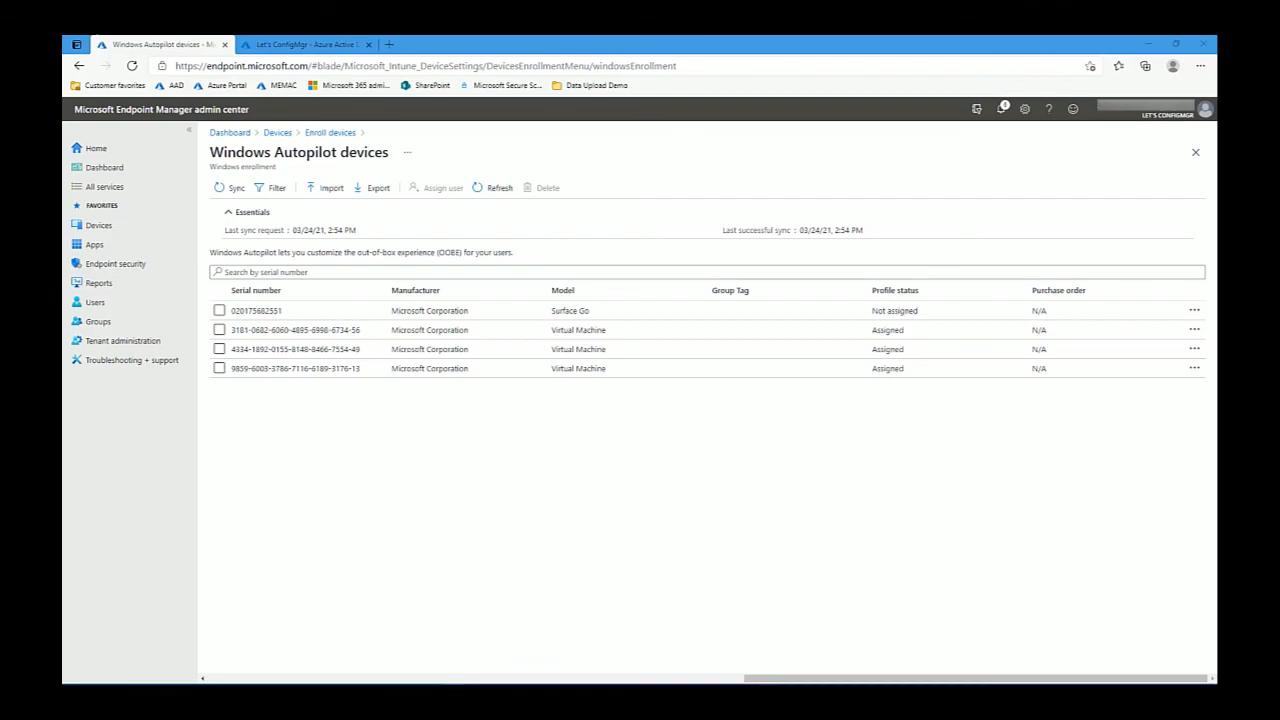 Windows Autopilot devices - Mi
Let's ConfigMgr - Azure Active D
https://endpoint.microsoft.com/#blade/Microsoft_Intune_DeviceSettings/DevicesEnrollmentMenu/windowsEnrollment
Customer favorites AAD Azure Portal MEMAC Microsoft 365 admi... SharePoint Microsoft Secure Sc... Data Upload Demo
Microsoft Endpoint Manager admin center
LET'S CONFIGMGR
Home
Dashboard
All services
FAVORITES
Devices
Apps
Endpoint security
Reports
Users
Groups
Tenant administration
Troubleshooting + support
Dashboard > Devices > Enroll devices >
Windows Autopilot devices ...
Windows enrollment
Sync Filter Import Export Assign user Refresh Delete
Essentials
Last sync request : 03/24/21, 2:54 PM Last successful sync : 03/24/21, 2:54 PM
Windows Autopilot lets you customize the out-of-box experience (OOBE) for your users.
Search by serial number
Serial number Manufacturer Model Group Tag Profile status Purchase order
020175682551 Microsoft Corporation Surface Go Not assigned N/A
3181-0682-6060-4895-6998-6734-56 Microsoft Corporation Virtual Machine Assigned N/A
4334-1892-0155-8148-8466-7554-49 Microsoft Corporation Virtual Machine Assigned N/A
9859-6003-3786-7116-6189-3176-13 Microsoft Corporation Virtual Machine Assigned N/A